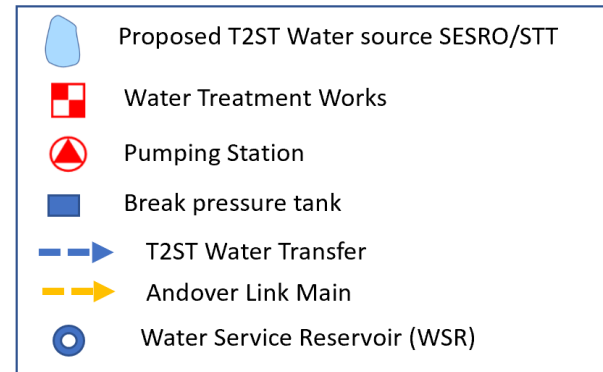 Proposed T2ST Water source SESRO/STT
Water Treatment Works
Pumping Station
Break pressure tank
T2ST Water Transfer
Andover Link Main
Water Service Reservoir (WSR)